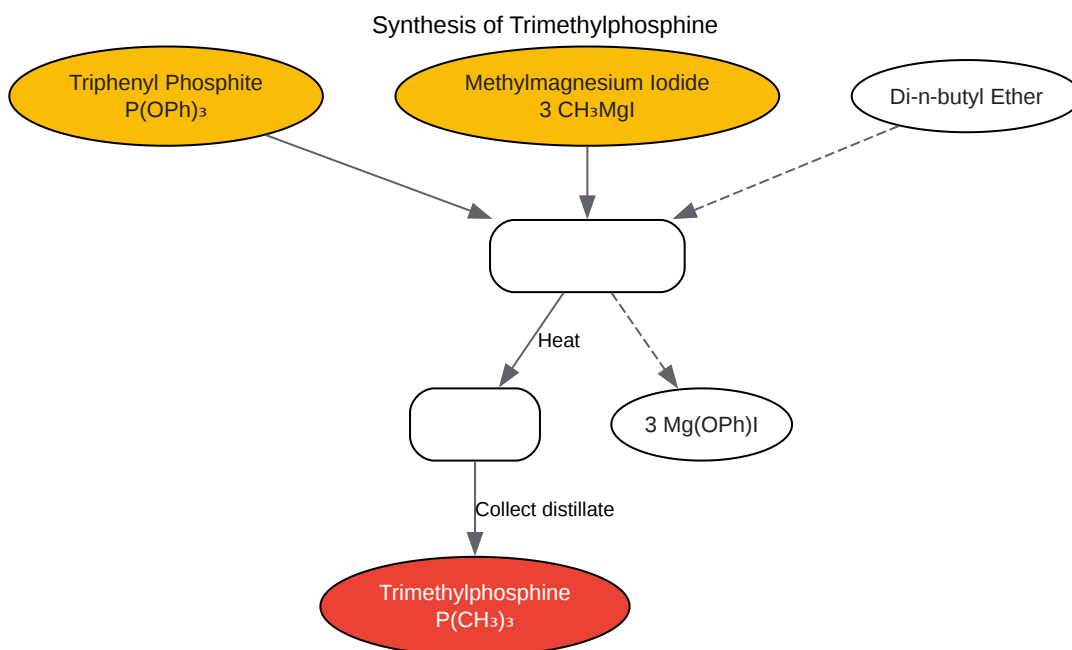 Synthesis of Trimethylphosphine
Triphenyl Phosphite
P(OPh)₃
Methylmagnesium Iodide
3 CH₃MgI
Di-n-butyl Ether
Heat
3 Mg(OPh)I
Collect distillate
Trimethylphosphine
P(CH₃)₃